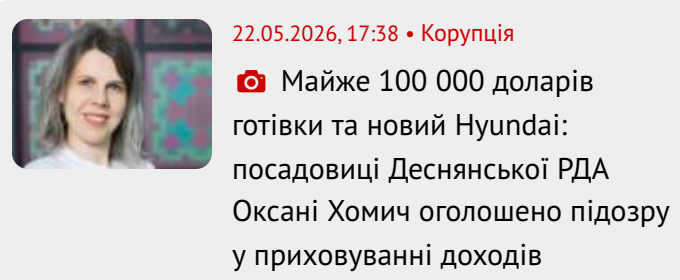 22.05.2026, 17:38 • Корупція
Майже 100 000 доларів
готівки та новий Hyundai:
посадовиці Деснянської РДА
Оксані Хомич оголошено підозру
у приховуванні доходів